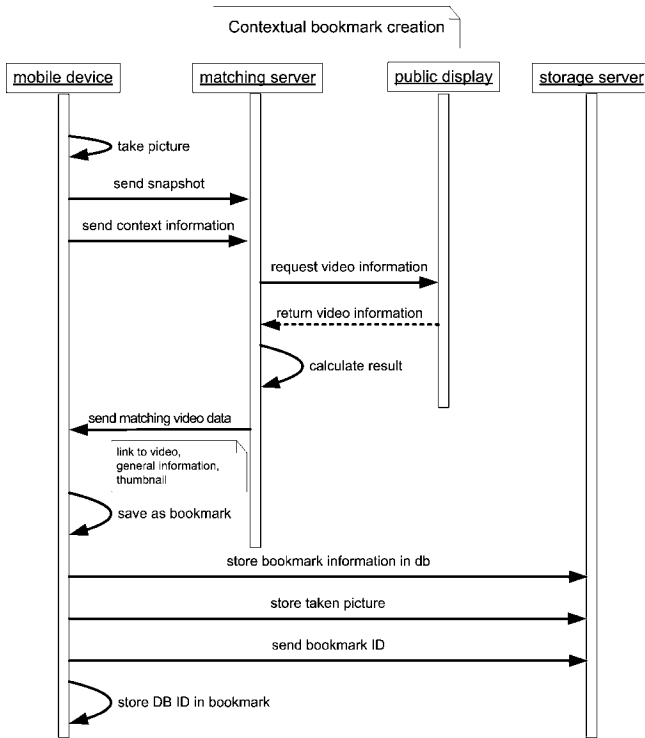 Contextual bookmark creation
mobile device
matching server
public display
storage server
take picture
send snapshot
send context information
request video information
return video information
calculate result
send matching video data
link to video,
general information,
thumbnail
save as bookmark
store bookmark information in db
store taken picture
send bookmark ID
store DB ID in bookmark